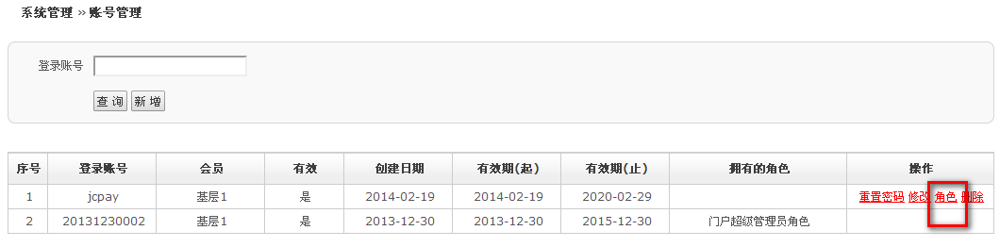 系统管理 » 账号管理
登录账号
查 询 新 增
序号 登录账号 会员 有效 创建日期 有效期(起) 有效期(止) 拥有的角色 操作
1 jcpay 基层1 是 2014-02-19 2014-02-19 2020-02-29 重置密码 修改 角色 删除
2 20131230002 基层1 是 2013-12-30 2013-12-30 2015-12-30 门户超级管理员角色